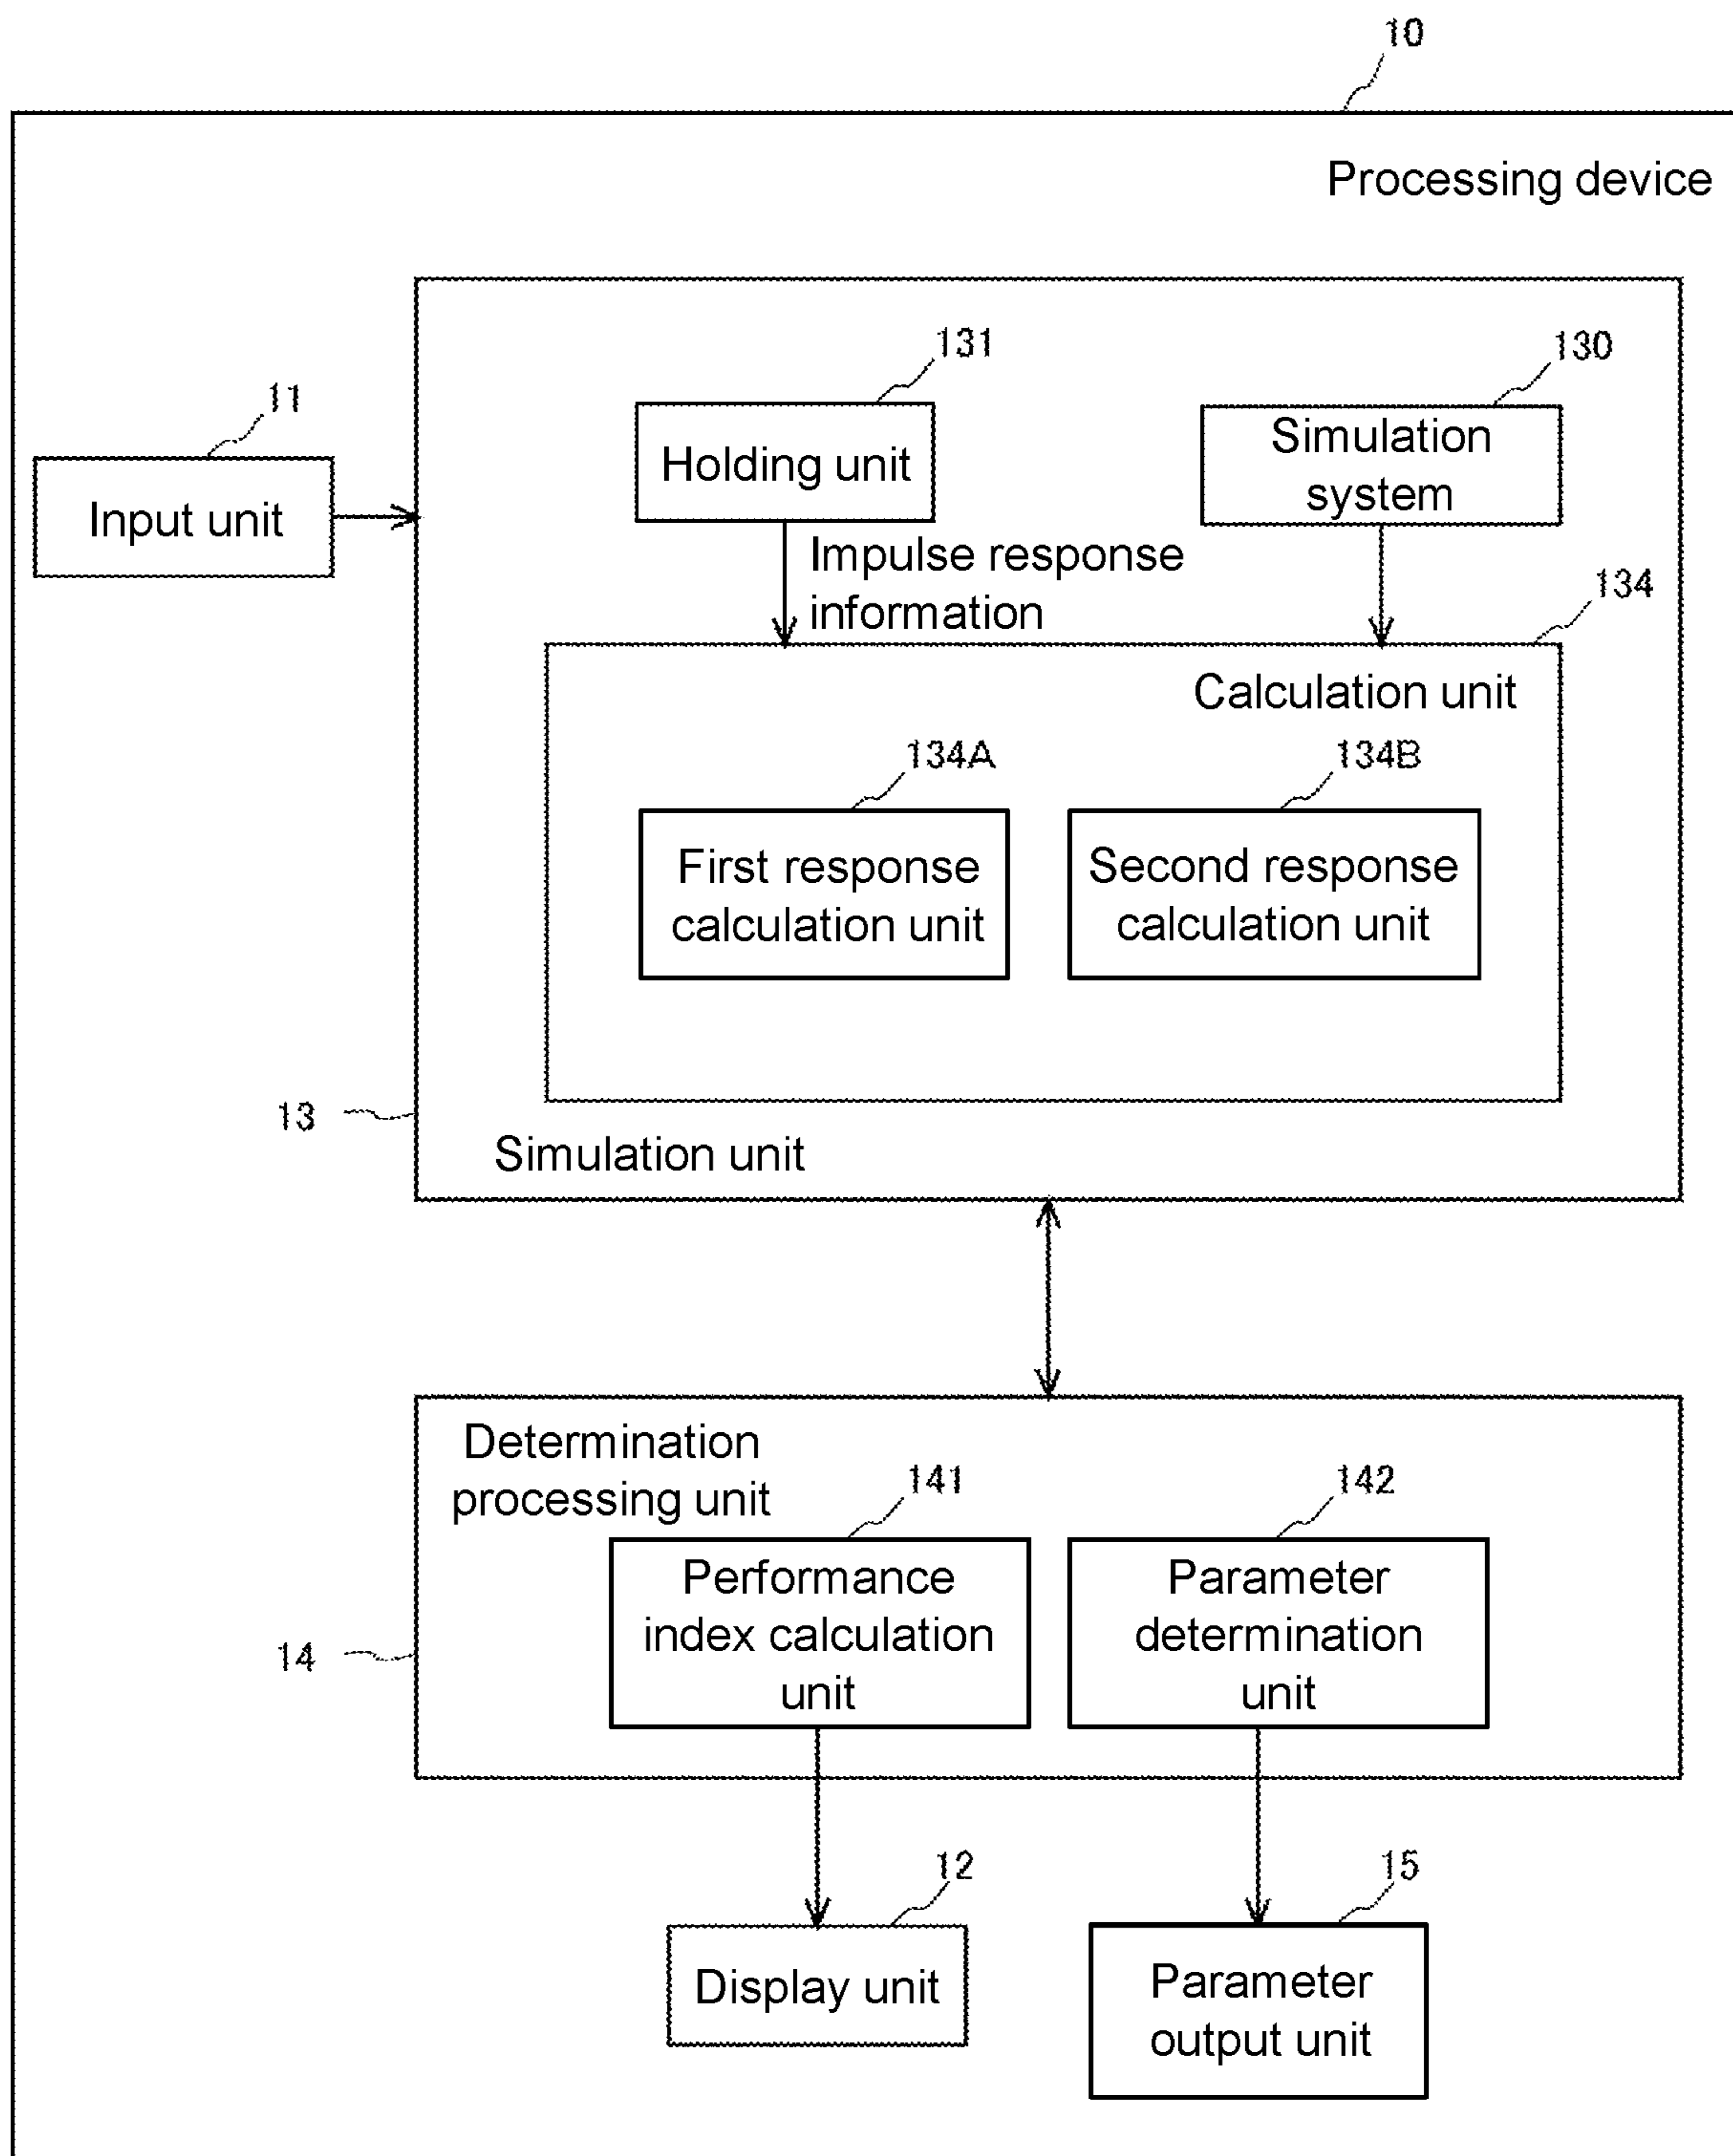 10
Processing device
131
130
11
Holding unit
Simulation
system
Input unit
Impulse response
information
134
Calculation unit
134A
134B
First response
calculation unit
Second response
calculation unit
13
Simulation unit
Determination
processing unit
141
142
Performance
index calculation
unit
Parameter
determination
unit
14
12
15
Display unit
Parameter
output unit